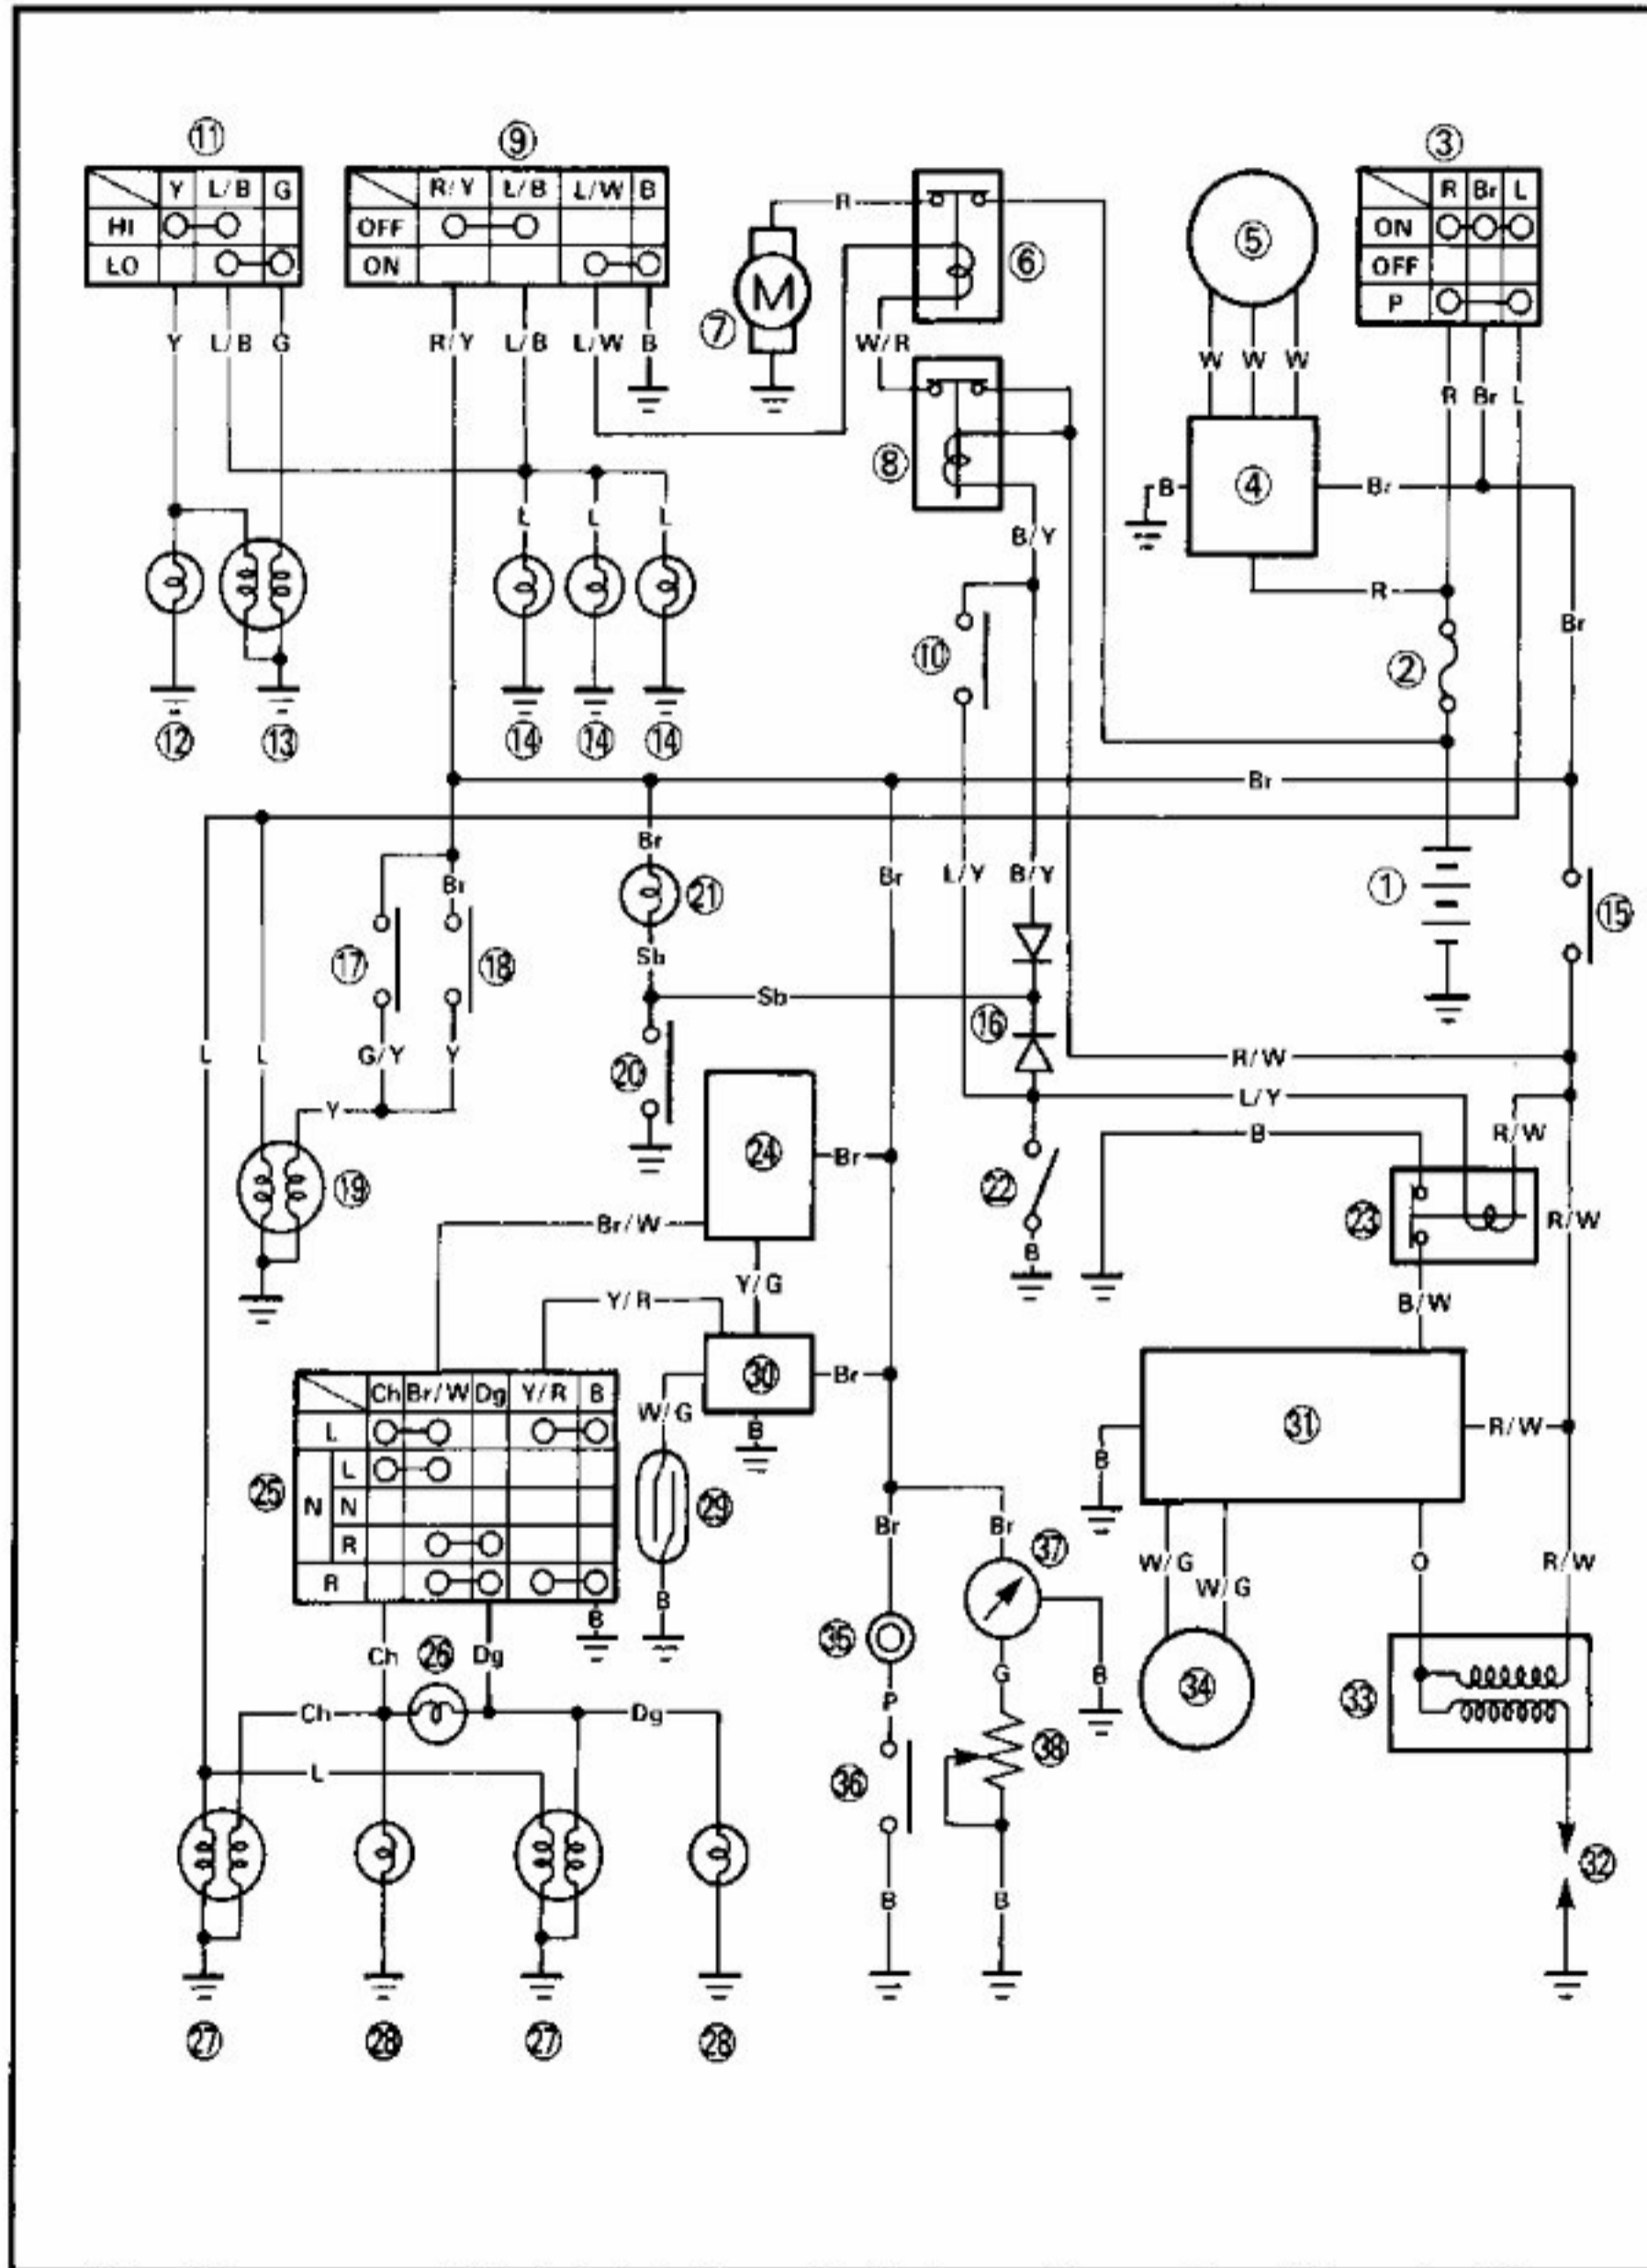 ⑪ ⑨ ③
Y L/B G R/Y L/B L/W B R Br L
HI OFF R ⑥ ⑤ ON
LO ON OFF
M P
⑦
Y L/B G R/Y L/B L/W B W/R W W W
R Br L
⑧ B ④ Br
L L L B/Y
R
Br
⑩ ②
⑫ ⑬ ⑭ ⑭ ⑭
Br
Br
Br Br L/Y B/Y ①
㉑ ⑮
⑰ ⑱ Sb
Sb
⑯
L L G/Y Y R/W
⑳
Y L/Y
B R/W
㉔ Br
⑲ ㉒ ㉓ R/W
Br/W
B
Y/G
Y/R B/W
㉚ Br
Ch Br/W Dg Y/R B W/G
L B ㉛ R/W
L B
㉕ N N ㉙
R Br Br ㊲
R W/G O R/W
W/G
B B
Ch ㉖ Dg ㉟ G B
P ㉞ ㉝
Ch Dg
㊳
L ㊱
㉜
B B
㉗ ㉘ ㉗ ㉘